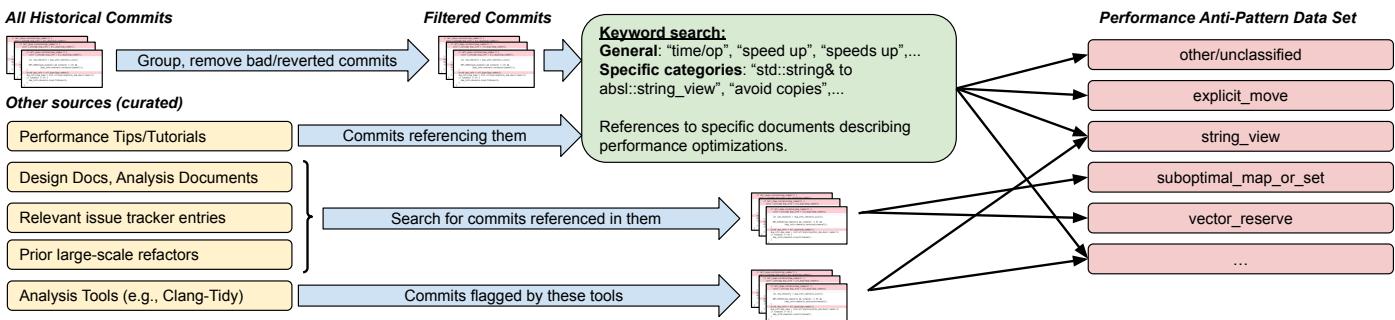 All Historical Commits
Filtered Commits
Performance Anti-Pattern Data Set
Group, remove bad/reverted commits
Keyword search:
General: “time/op”, “speed up”, “speeds up”,...
Specific categories: “std::string& to
absl::string_view”, “avoid copies”,...
References to specific documents describing
performance optimizations.
Other sources (curated)
Performance Tips/Tutorials
Commits referencing them
Design Docs, Analysis Documents
Relevant issue tracker entries
Prior large-scale refactors
Search for commits referenced in them
Analysis Tools (e.g., Clang-Tidy)
Commits flagged by these tools
other/unclassified
explicit_move
string_view
suboptimal_map_or_set
vector_reserve
...